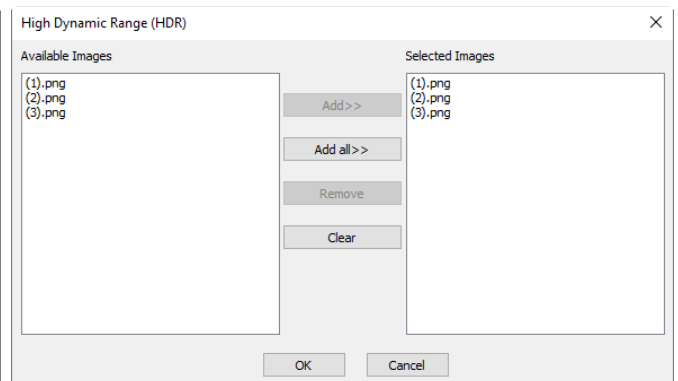 High Dynamic Range (HDR)
Available Images
(1).png
(2).png
(3).png
Add>>
Add all>>
Remove
Clear
Selected Images
(1).png
(2).png
(3).png
OK
Cancel